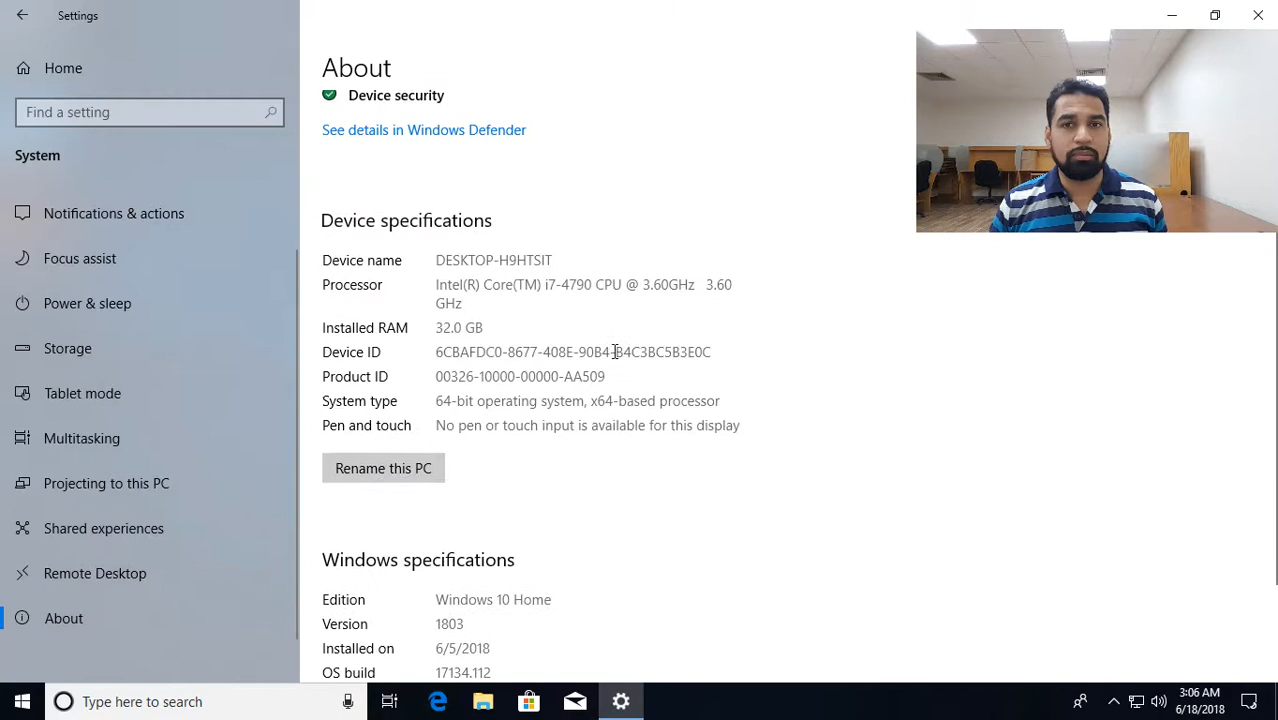 Settings
Home
Find a setting
System
Notifications & actions
Focus assist
Power & sleep
Storage
Tablet mode
Multitasking
Projecting to this PC
Shared experiences
Remote Desktop
About
About
Device security
See details in Windows Defender
Device specifications
Device name DESKTOP-H9HTSIT
Processor Intel(R) Core(TM) i7-4790 CPU @ 3.60GHz 3.60
GHz
Installed RAM 32.0 GB
Device ID 6CBAFDC0-8677-408E-90B4-B4C3BC5B3E0C
Product ID 00326-10000-00000-AA509
System type 64-bit operating system, x64-based processor
Pen and touch No pen or touch input is available for this display
Rename this PC
Windows specifications
Edition Windows 10 Home
Version 1803
Installed on 6/5/2018
OS build 17134.112
Type here to search
3:06 AM
6/18/2018